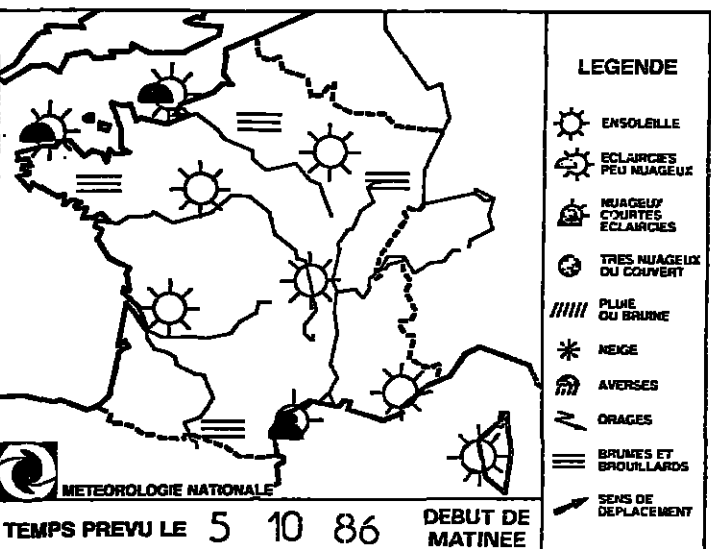 LEGENDE
ENSOLEILLE
ECLAIRCIES
PEU NUAGEUX
NUAGEUX
COURTES
ECLAIRCIES
TRES NUAGEUX
OU COUVERT
PLUIE
OU BRUINE
NEIGE
AVERSES
ORAGES
BRUMES ET
BROUILLARDS
SENS DE
DEPLACEMENT
METEOROLOGIE NATIONALE
TEMPS PREVU LE 5 10 86 DEBUT DE
MATINEE